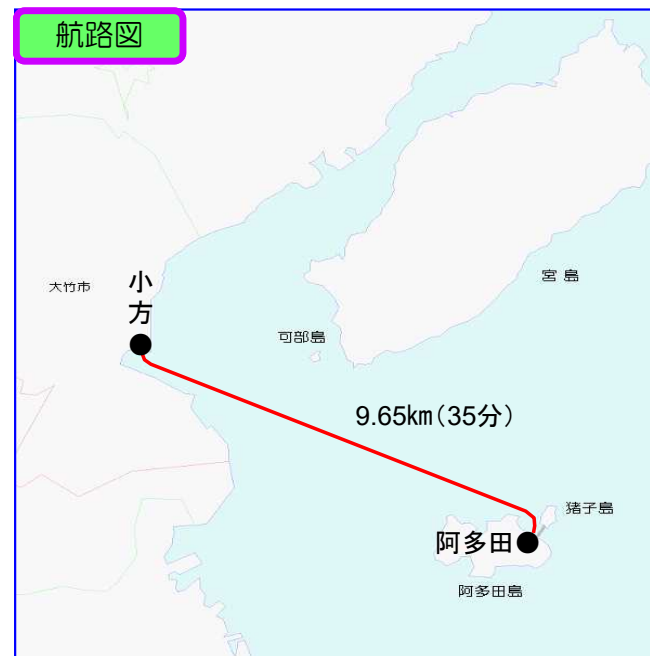 航路図
宮 島
大竹市
小方
可部島
9.65㎞(35分)
猪子島
阿多田
阿多田島